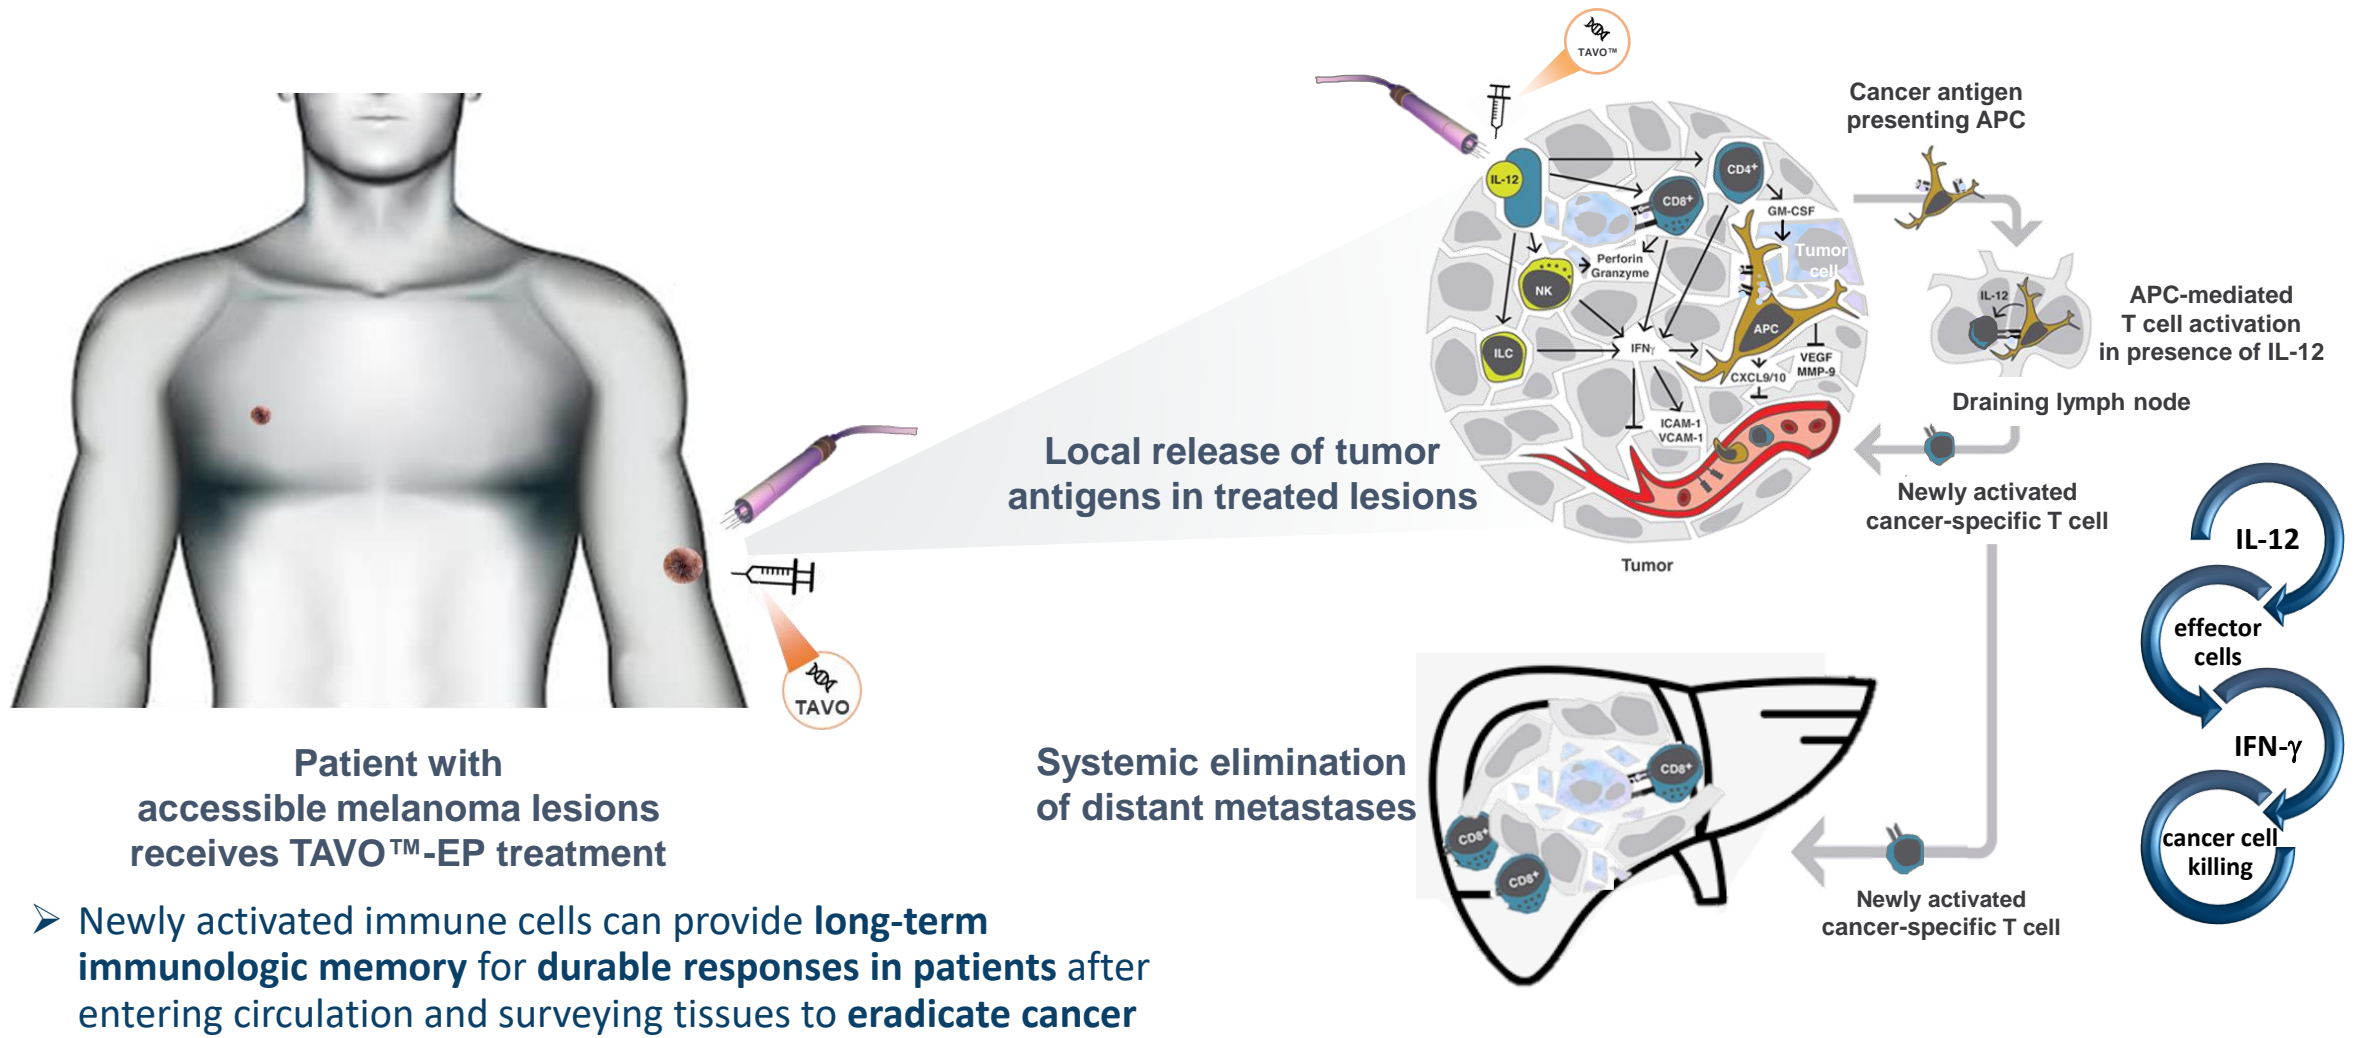 TAVO™
Cancer antigen
presenting APC
IL-12
CD4⁺
CD8⁺
GM-CSF
Tumor
cell
Perforin
Granzyme
NK
APC
ILC
IFNγ
VEGF
MMP-9
CXCL9/10
ICAM-1
VCAM-1
Tumor
IL-12
APC-mediated
T cell activation
in presence of IL-12
Draining lymph node
Newly activated
cancer-specific T cell
Local release of tumor
antigens in treated lesions
TAVO
Patient with
accessible melanoma lesions
receives TAVO™-EP treatment
Systemic elimination
of distant metastases
CD8⁺
CD8⁺
CD8⁺
Newly activated
cancer-specific T cell
IL-12
effector
cells
IFN-γ
cancer cell
killing
➢ Newly activated immune cells can provide long-term
immunologic memory for durable responses in patients after
entering circulation and surveying tissues to eradicate cancer